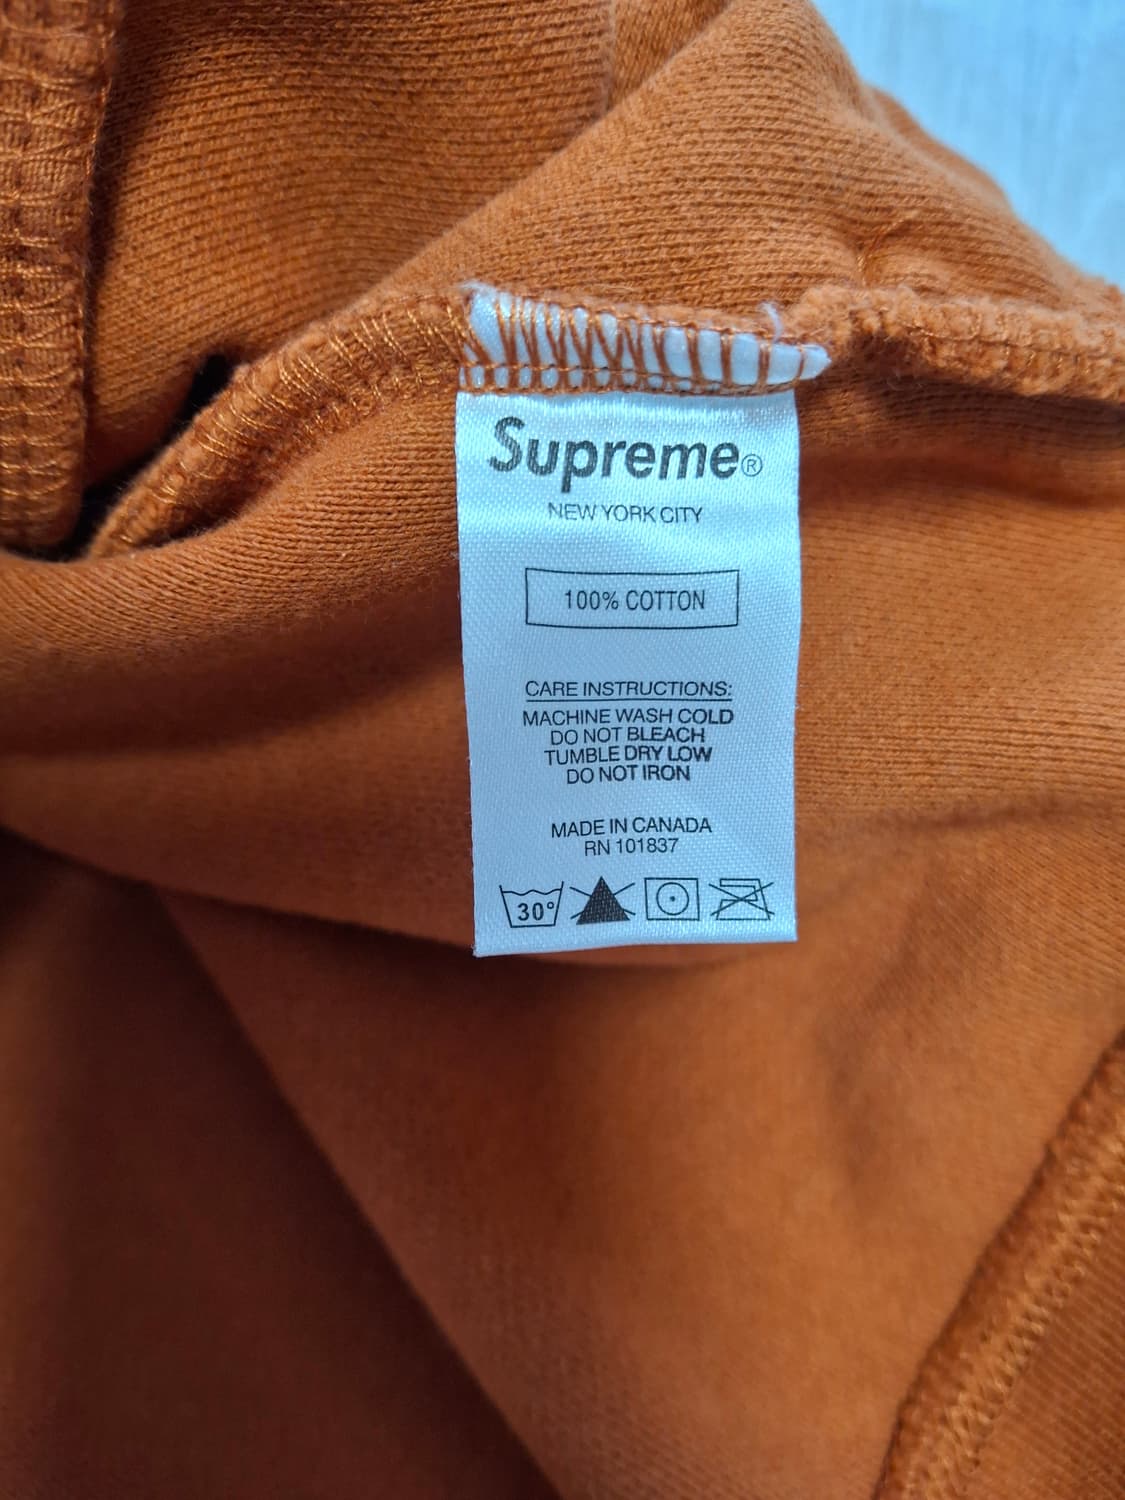 Supreme®
NEW YORK CITY
100% COTTON
CARE INSTRUCTIONS:
MACHINE WASH COLD
DO NOT BLEACH
TUMBLE DRY LOW
DO NOT IRON
MADE IN CANADA
RN 101837
30°